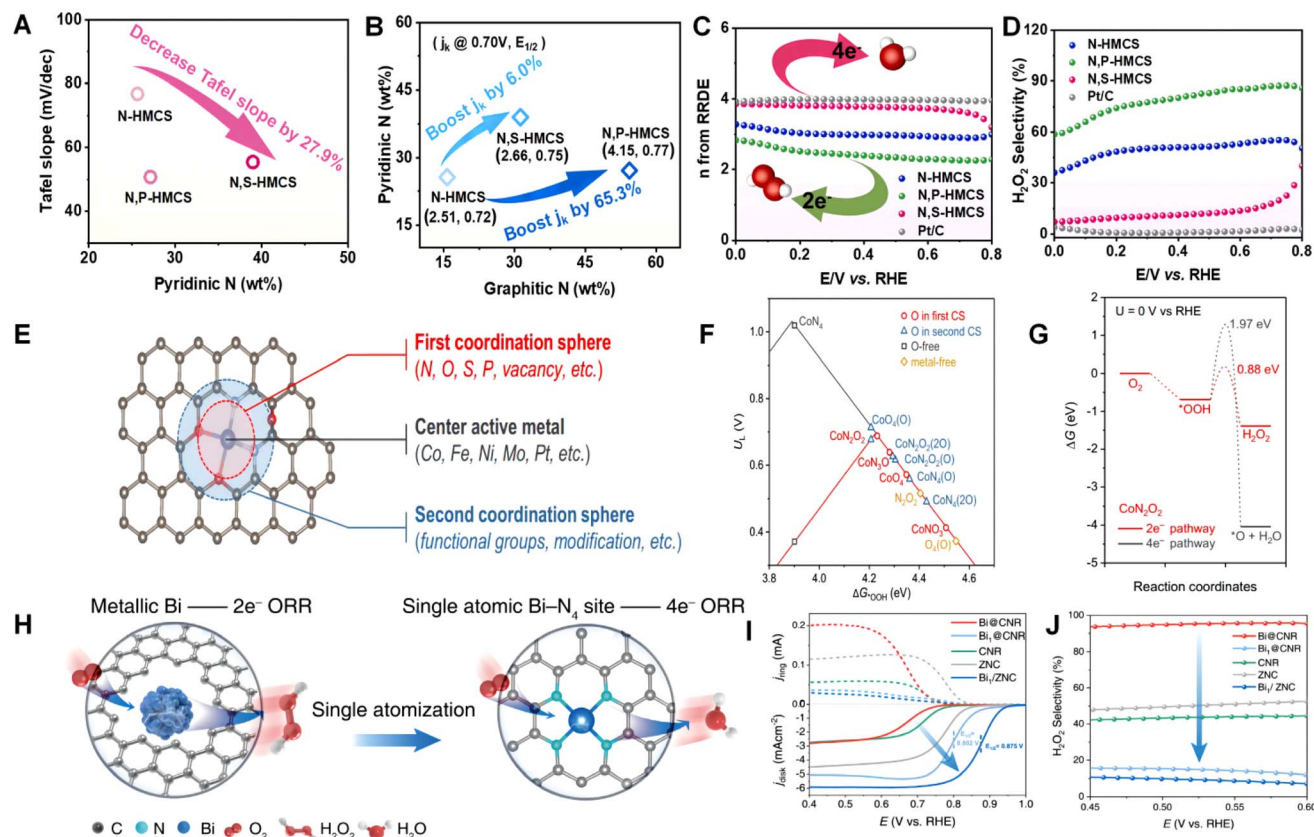 A
Tafel slope (mV/dec)
100
80
60
40
Decrease Tafel slope by 27.9%
N-HMCS
N,P-HMCS
N,S-HMCS
20
30
40
50
Pyridinic N (wt%)
B
Pyridinic N (wt%)
60
45
30
15
( jₖ @ 0.70V, E₁/₂ )
Boost jₖ by 6.0%
N,S-HMCS
(2.66, 0.75)
N,P-HMCS
(4.15, 0.77)
N-HMCS
(2.51, 0.72)
Boost jₖ by 65.3%
15
30
45
60
Graphitic N (wt%)
C
n from RRDE
6
4
2
0
4e⁻
2e⁻
N-HMCS
N,P-HMCS
N,S-HMCS
Pt/C
0.0
0.2
0.4
0.6
0.8
E/V vs. RHE
D
H₂O₂ Selectivity (%)
120
90
60
30
0
N-HMCS
N,P-HMCS
N,S-HMCS
Pt/C
0.0
0.2
0.4
0.6
0.8
E/V vs. RHE
E
First coordination sphere
(N, O, S, P, vacancy, etc.)
Center active metal
(Co, Fe, Ni, Mo, Pt, etc.)
Second coordination sphere
(functional groups, modification, etc.)
F
U_L (V)
1.0
0.8
0.6
0.4
CoN₄
O in first CS
O in second CS
O-free
metal-free
CoO₄(O)
CoN₂O₂
CoN₂O₂(2O)
CoN₃O
CoN₂O₂(O)
CoO₄
CoN₄(O)
N₂O₂
CoN₄(2O)
CoNO₃
O₄(O)
3.8
4.0
4.2
4.4
4.6
ΔG*OOH (eV)
G
ΔG (eV)
1
0
-1
-2
-3
-4
-5
U = 0 V vs RHE
1.97 eV
0.88 eV
O₂
*OOH
H₂O₂
*O + H₂O
CoN₂O₂
2e⁻ pathway
4e⁻ pathway
Reaction coordinates
H
Metallic Bi —— 2e⁻ ORR
Single atomic Bi–N₄ site —— 4e⁻ ORR
Single atomization
C
N
Bi
O₂
H₂O₂
H₂O
I
j_ring (mA)
0.2
0.1
0.0
j_disk (mAcm⁻²)
-1
-2
-3
-4
-5
-6
Bi@CNR
Bi₁@CNR
CNR
ZNC
Bi₁/ZNC
E₁/₂= 0.875 V
0.4
0.5
0.6
0.7
0.8
0.9
1.0
E (V vs. RHE)
J
H₂O₂ Selectivity (%)
100
80
60
40
20
0
Bi@CNR
Bi₁@CNR
CNR
ZNC
Bi₁/ ZNC
0.45
0.50
0.55
0.60
E (V vs. RHE)